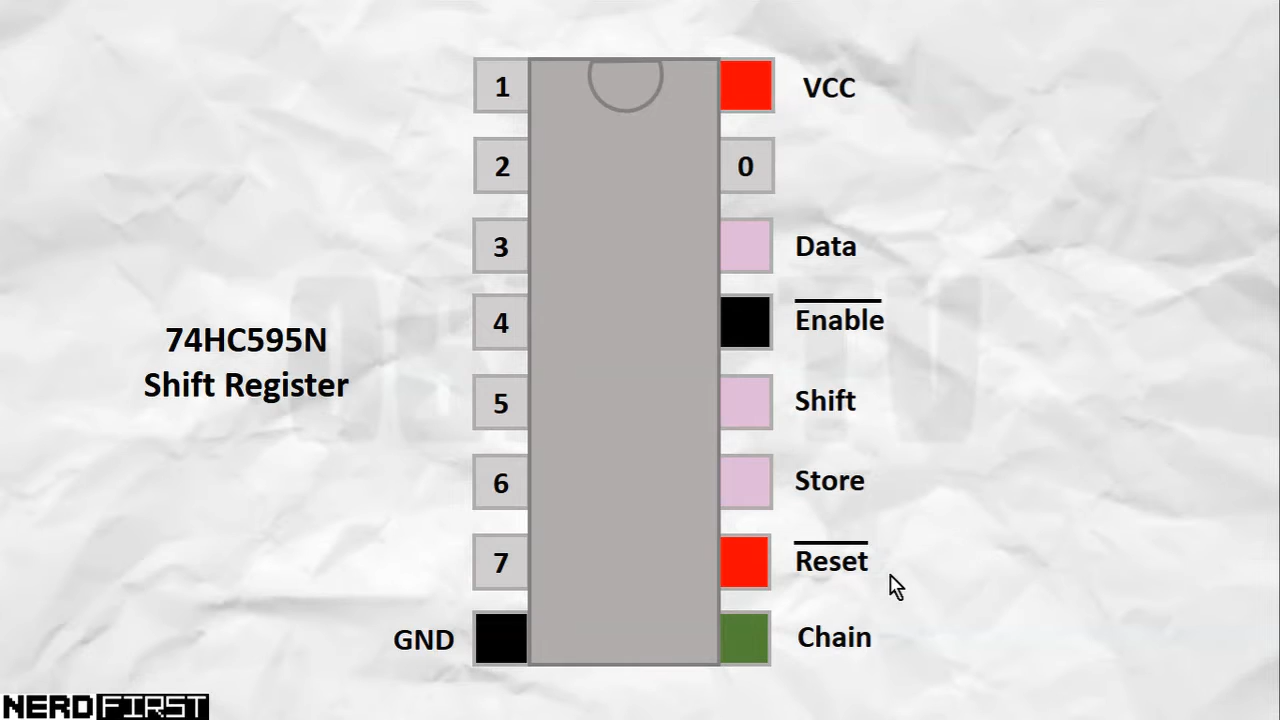 1
VCC
2
0
3
Data
4
Enable
74HC595N
Shift Register
5
Shift
6
Store
7
Reset
GND
Chain
NERDFIRST